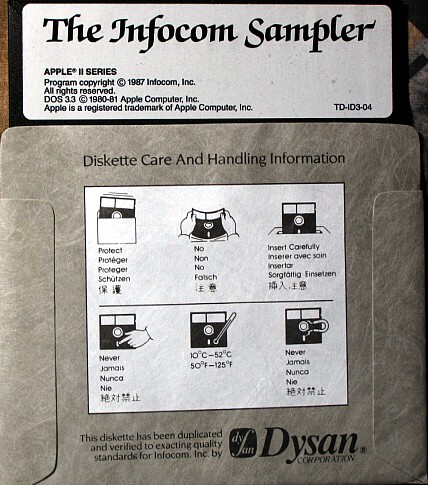 The Infocom Sampler
APPLE® II SERIES
Program copyright © 1987 Infocom, Inc.
All rights reserved.
DOS 3.3 © 1980-81 Apple Computer, Inc.
Apple is a registered trademark of Apple Computer, Inc.
TD-ID3-04
Diskette Care And Handling Information
Protect
Protéger
Proteger
Schützen
保護
No
Non
No
Falsch
注意
Insert Carefully
Inserer avec soin
Insertar
Sorgfältig Einsetzen
挿入注意
Never
Jamais
Nunca
Nie
絶対禁止
10°C–52°C
50°F–125°F
Never
Jamais
Nunca
Nie
絶対禁止
This diskette has been duplicated
and verified to exacting quality
standards for Infocom. Inc. by
dy
san
Dysan®
CORPORATION